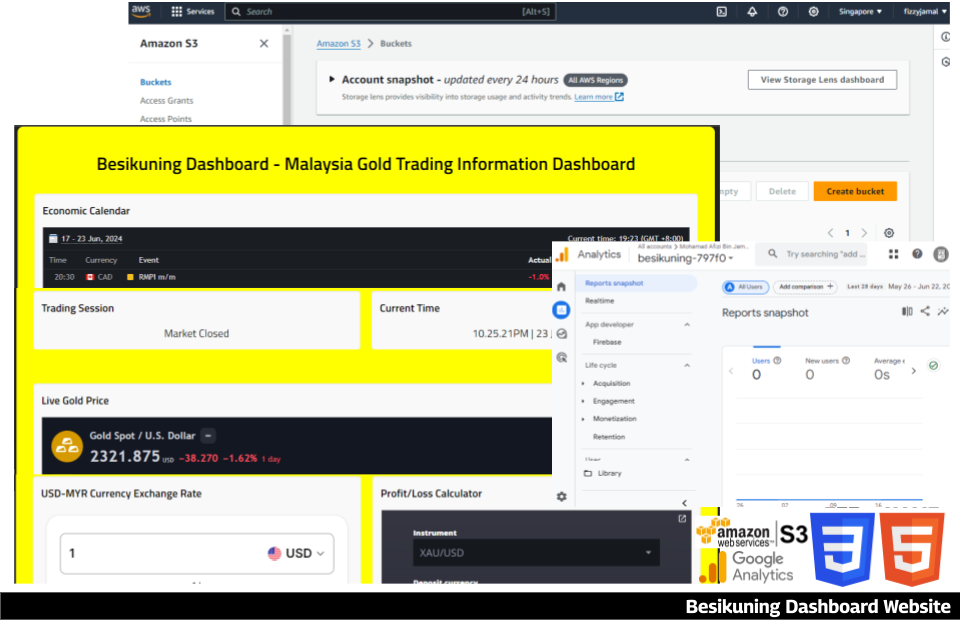 aws
Services
Search
[Alt+S]
Singapore
fizzyjamal
Amazon S3
Amazon S3 > Buckets
Buckets
Access Grants
Access Points
Account snapshot - updated every 24 hours
All AWS Regions
View Storage Lens dashboard
Storage lens provides visibility into storage usage and activity trends. Learn more
Delete
Create bucket
1
Besikuning Dashboard - Malaysia Gold Trading Information Dashboard
Economic Calendar
17 - 23 Jun, 2024
Current time: 19:23 (GMT +8:00)
Time Currency Event Actual
20:30 CAD RMPI m/m -1.0%
Trading Session
Market Closed
Current Time
10.25.21PM | 23
Live Gold Price
Gold Spot / U.S. Dollar
2321.875 USD -38.270 -1.62% 1 day
USD-MYR Currency Exchange Rate
1 USD
Profit/Loss Calculator
Instrument
XAU/USD
Deposit currency
Analytics
All accounts > Mohamad Afizi Bin Jam...
besikuning-797f0
Try searching "add ...
Reports snapshot
Realtime
App developer
Firebase
Life cycle
Acquisition
Engagement
Monetization
Retention
User
Library
A All Users
Add comparison +
Last 28 days May 26 - Jun 22, 20
Reports snapshot
Users
0
New users
0
Average e
0s
26 02 09 16
amazon
webservices™
S3
Google
Analytics
3
5
Besikuning Dashboard Website